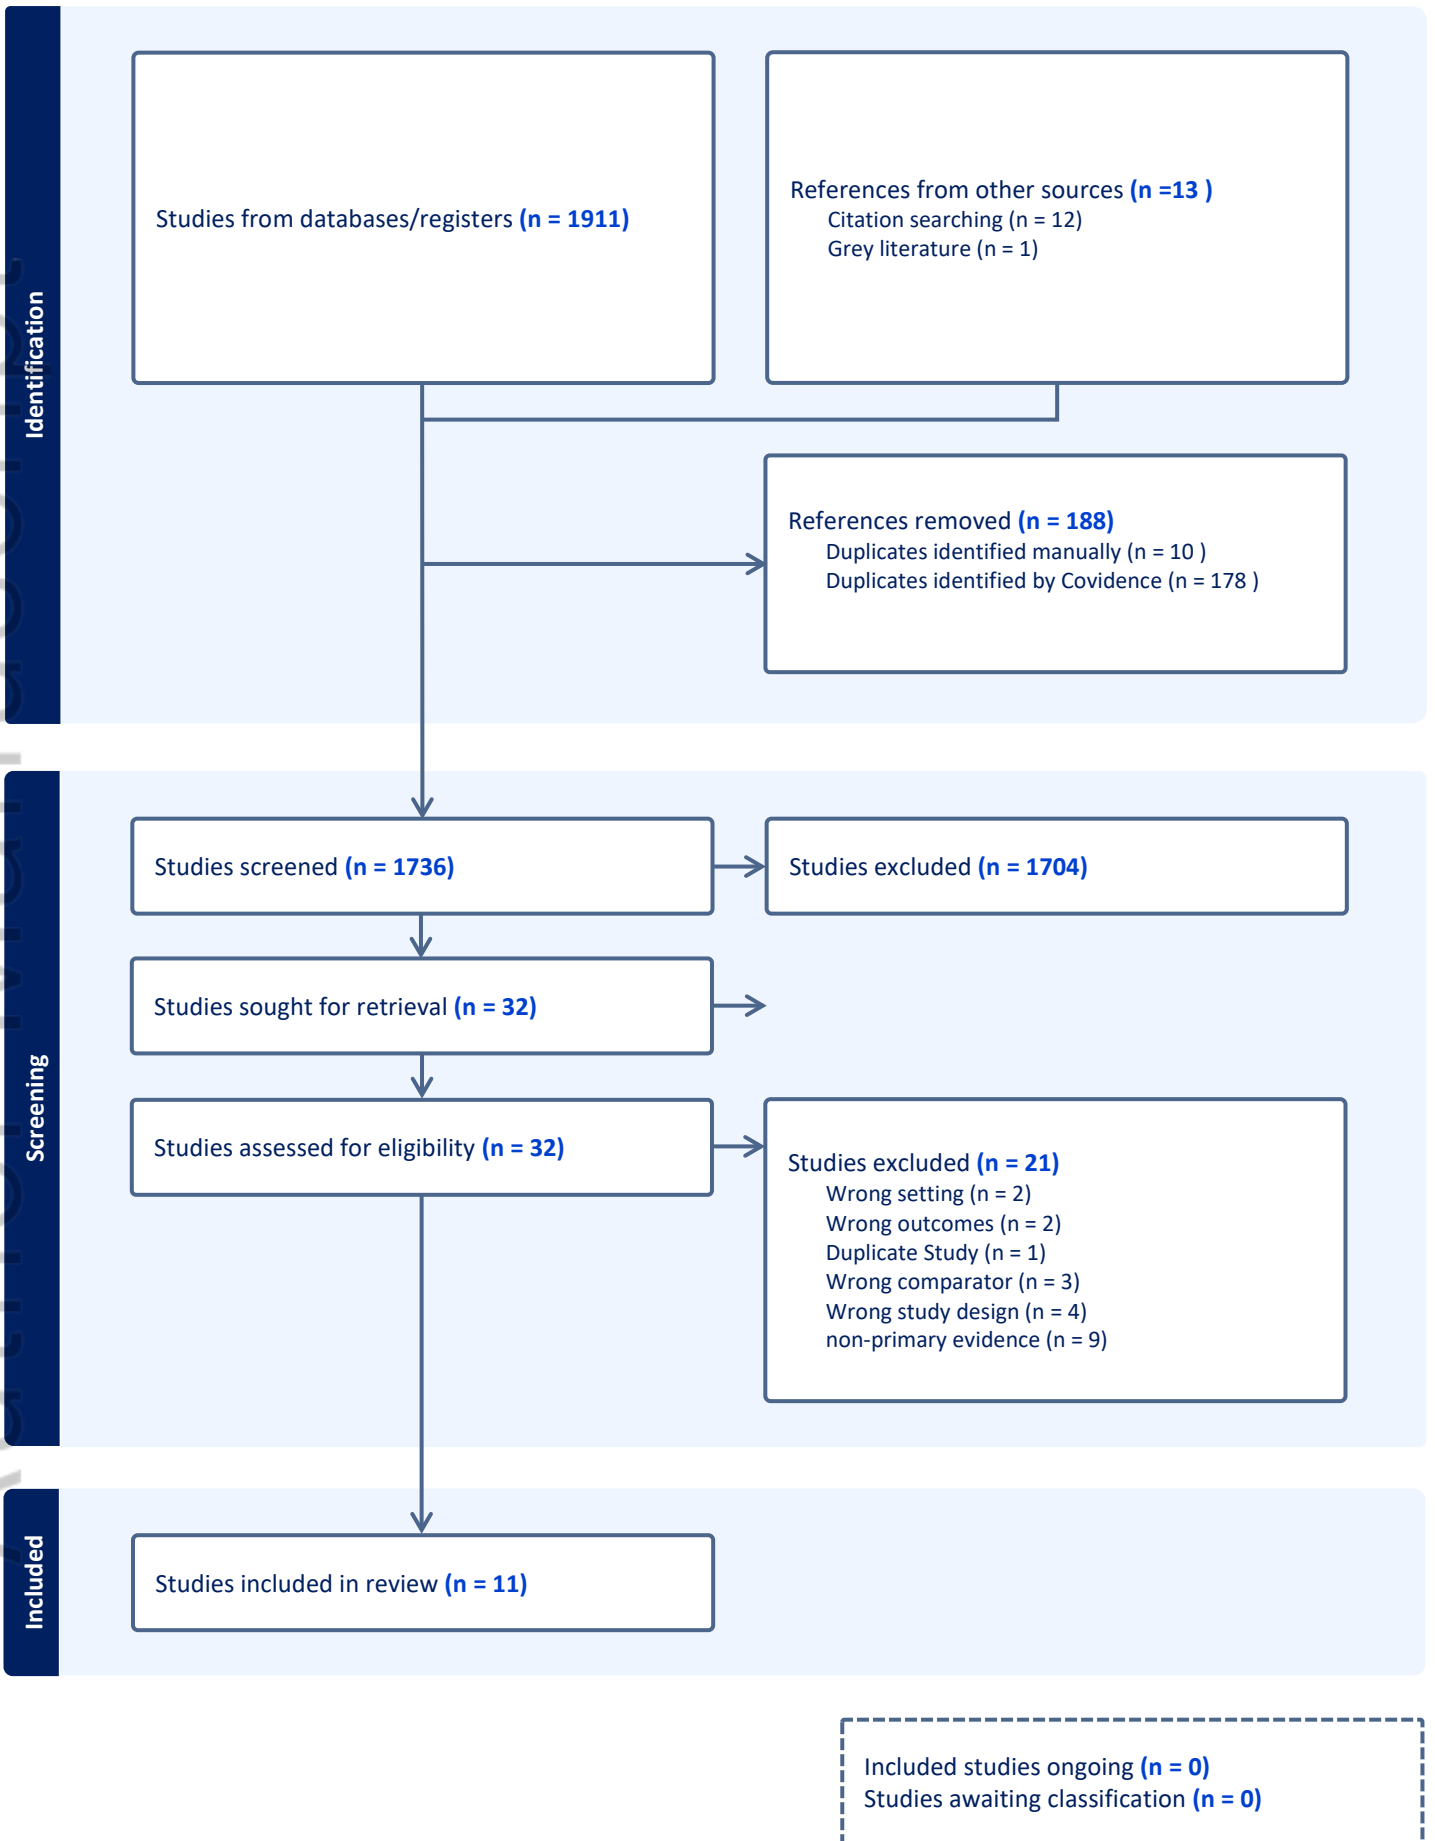 Identification
Studies from databases/registers (n = 1911)
References from other sources (n =13 )
Citation searching (n = 12)
Grey literature (n = 1)
References removed (n = 188)
Duplicates identified manually (n = 10 )
Duplicates identified by Covidence (n = 178 )
Screening
Studies screened (n = 1736)
Studies excluded (n = 1704)
Studies sought for retrieval (n = 32)
Studies assessed for eligibility (n = 32)
Studies excluded (n = 21)
Wrong setting (n = 2)
Wrong outcomes (n = 2)
Duplicate Study (n = 1)
Wrong comparator (n = 3)
Wrong study design (n = 4)
non-primary evidence (n = 9)
Included
Studies included in review (n = 11)
Included studies ongoing (n = 0)
Studies awaiting classification (n = 0)